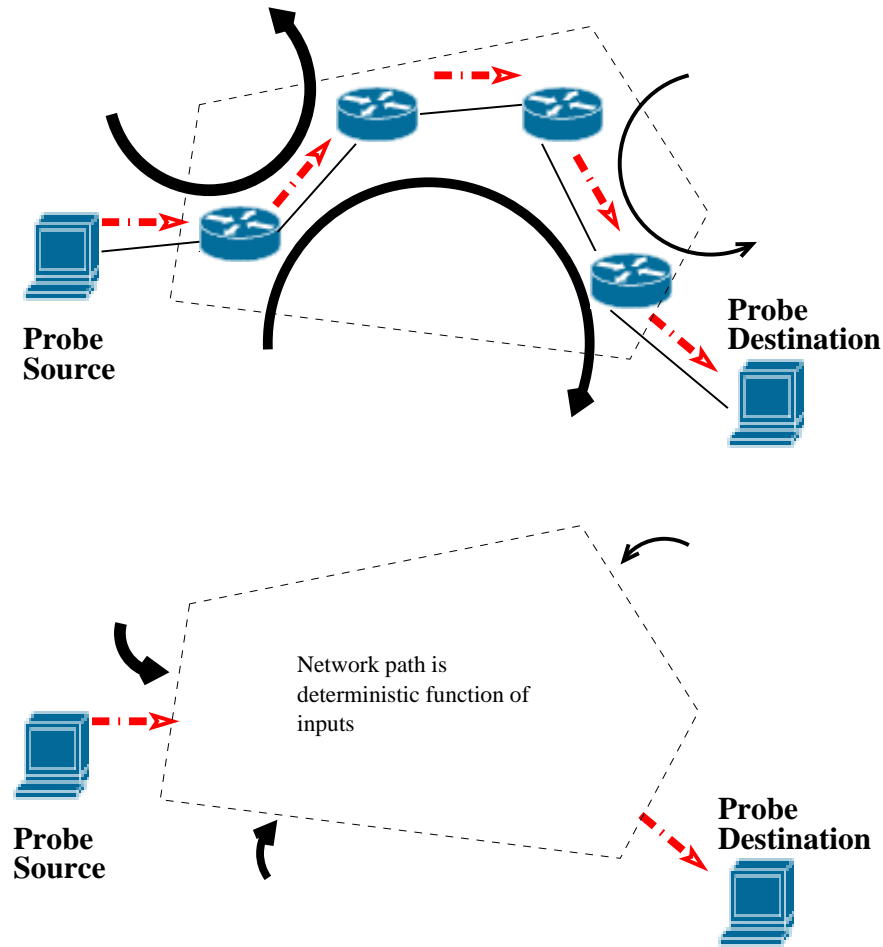 Probe
Source
Probe
Destination
Network path is
deterministic function of
inputs
Probe
Source
Probe
Destination